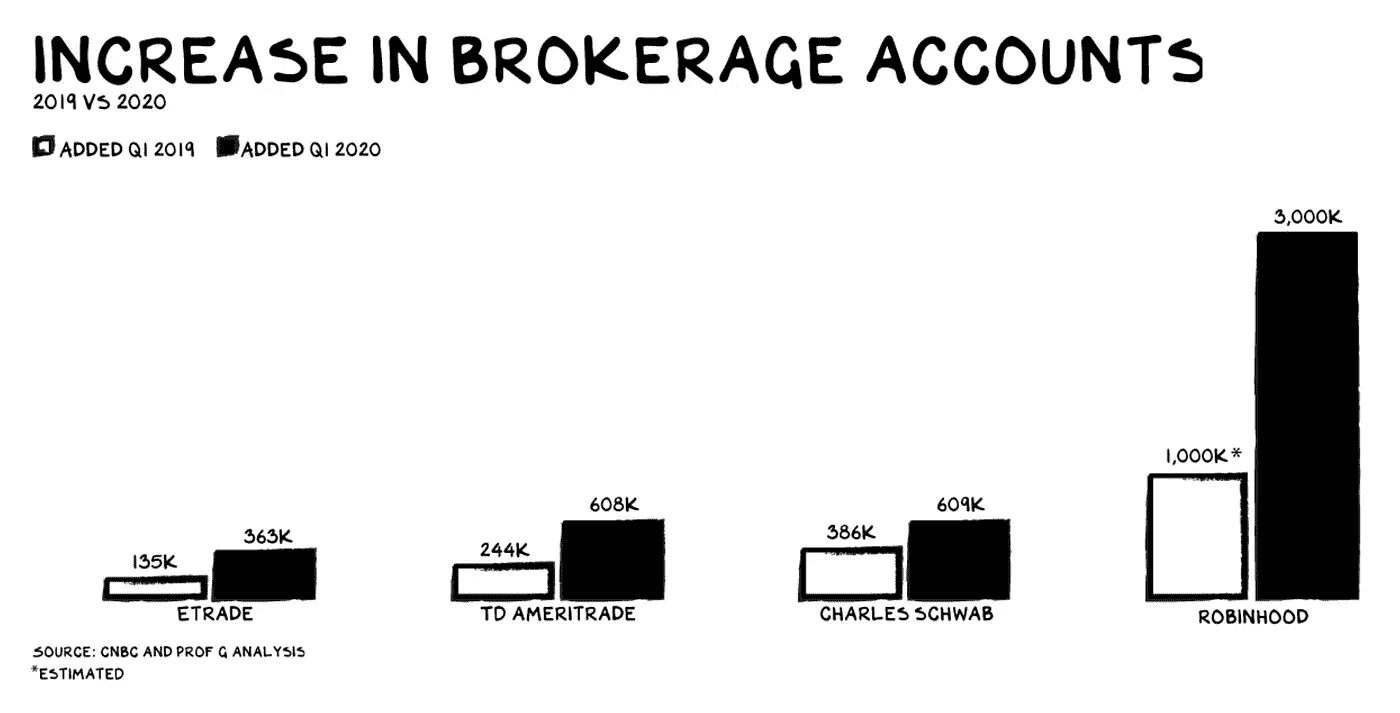 INCREASE IN BROKERAGE ACCOUNTS
2019 VS 2020
ADDED Q1 2019 ADDED Q1 2020
3,000K
1,000K*
608K
609K
386K
363K
244K
135K
ETRADE
TD AMERITRADE
CHARLES SCHWAB
ROBINHOOD
SOURCE: CNBC AND PROF G ANALYSIS
*ESTIMATED